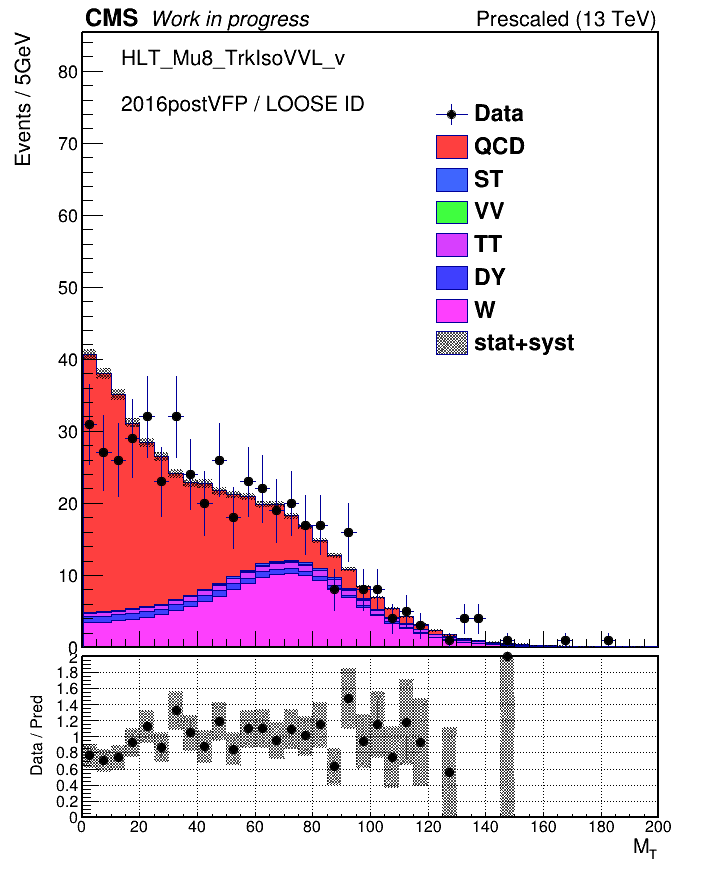 CMS Work in progress Prescaled (13 TeV)
Events / 5GeV
HLT_Mu8_TrkIsoVVL_v
2016postVFP / LOOSE ID
Data
QCD
ST
VV
TT
DY
W
stat+syst
80
70
60
50
40
30
20
10
0
Data / Pred
2
1.8
1.6
1.4
1.2
1
0.8
0.6
0.4
0.2
0
0 20 40 60 80 100 120 140 160 180 200
M_T